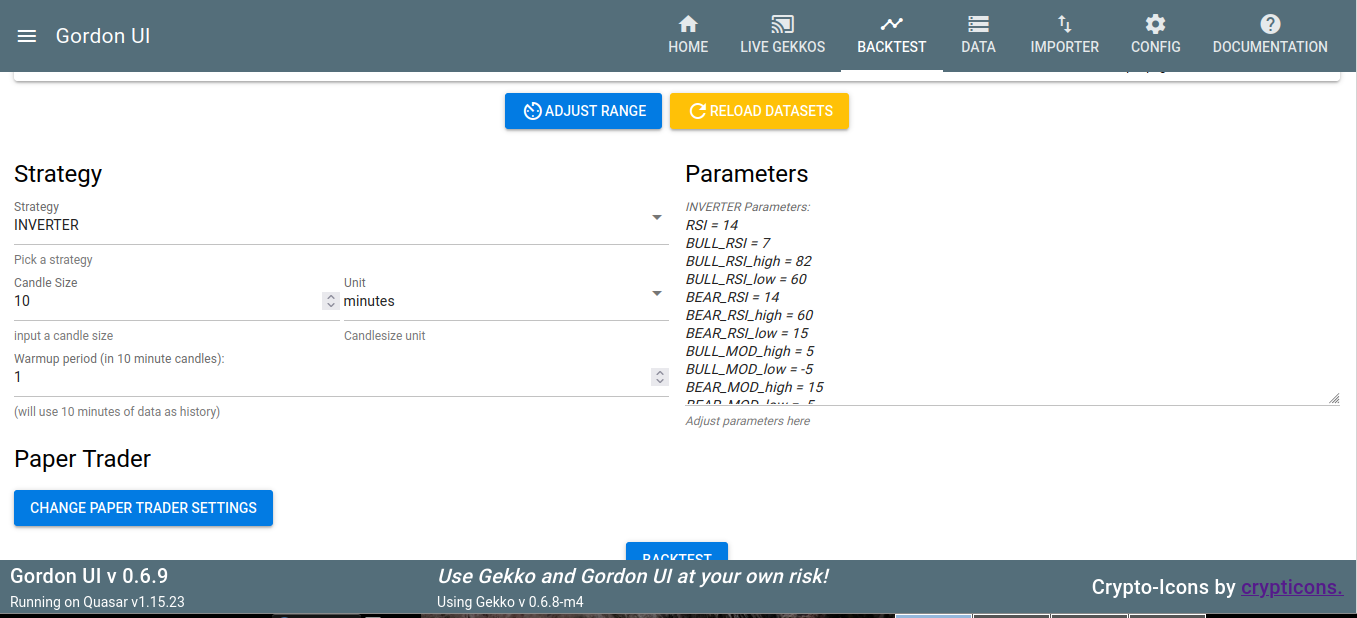 Gordon UI
HOME
LIVE GEKKOS
BACKTEST
DATA
IMPORTER
CONFIG
DOCUMENTATION
ADJUST RANGE
RELOAD DATASETS
Strategy
Strategy
INVERTER
Pick a strategy
Candle Size
10
Unit
minutes
input a candle size
Candlesize unit
Warmup period (in 10 minute candles):
1
(will use 10 minutes of data as history)
Parameters
INVERTER Parameters:
RSI = 14
BULL_RSI = 7
BULL_RSI_high = 82
BULL_RSI_low = 60
BEAR_RSI = 14
BEAR_RSI_high = 60
BEAR_RSI_low = 15
BULL_MOD_high = 5
BULL_MOD_low = -5
BEAR_MOD_high = 15
BEAR_MOD_low = -5
Adjust parameters here
Paper Trader
CHANGE PAPER TRADER SETTINGS
BACKTEST
Gordon UI v 0.6.9
Running on Quasar v1.15.23
Use Gekko and Gordon UI at your own risk!
Using Gekko v 0.6.8-m4
Crypto-Icons by crypticons.